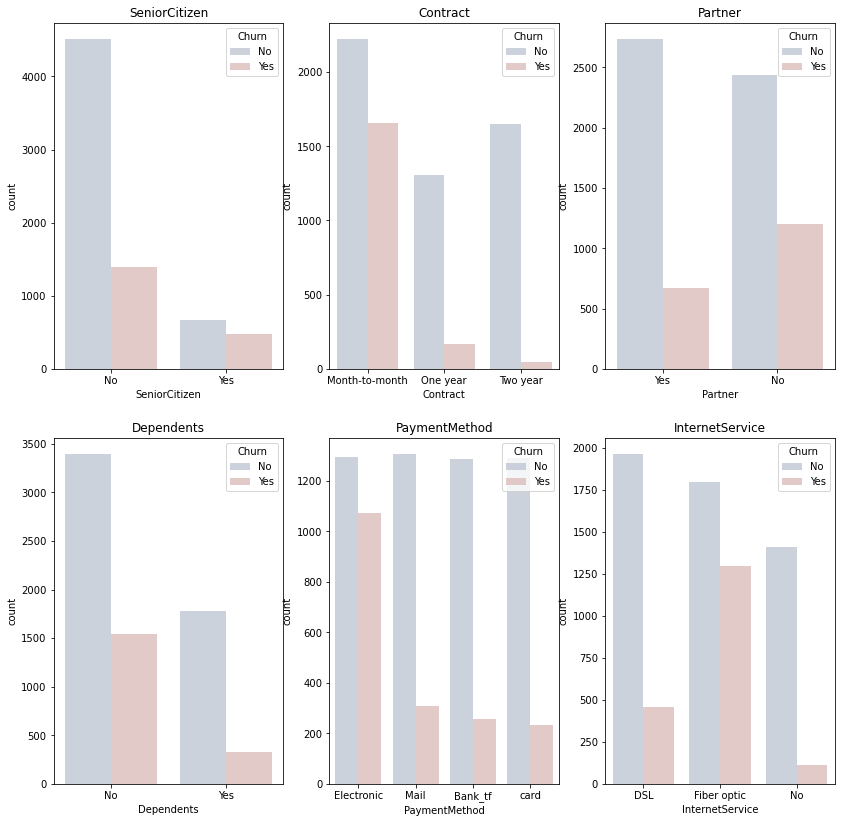 SeniorCitizen
Churn
No
Yes
4000
3000
2000
1000
0
count
No
Yes
SeniorCitizen
Contract
Churn
No
Yes
2000
1500
1000
500
0
count
Month-to-month
One year
Two year
Contract
Partner
Churn
No
Yes
2500
2000
1500
1000
500
0
count
Yes
No
Partner
Dependents
Churn
No
Yes
3500
3000
2500
2000
1500
1000
500
0
count
No
Yes
Dependents
PaymentMethod
Churn
No
Yes
1200
1000
800
600
400
200
0
count
Electronic
Mail
Bank_tf
card
PaymentMethod
InternetService
Churn
No
Yes
2000
1750
1500
1250
1000
750
500
250
0
count
DSL
Fiber optic
No
InternetService